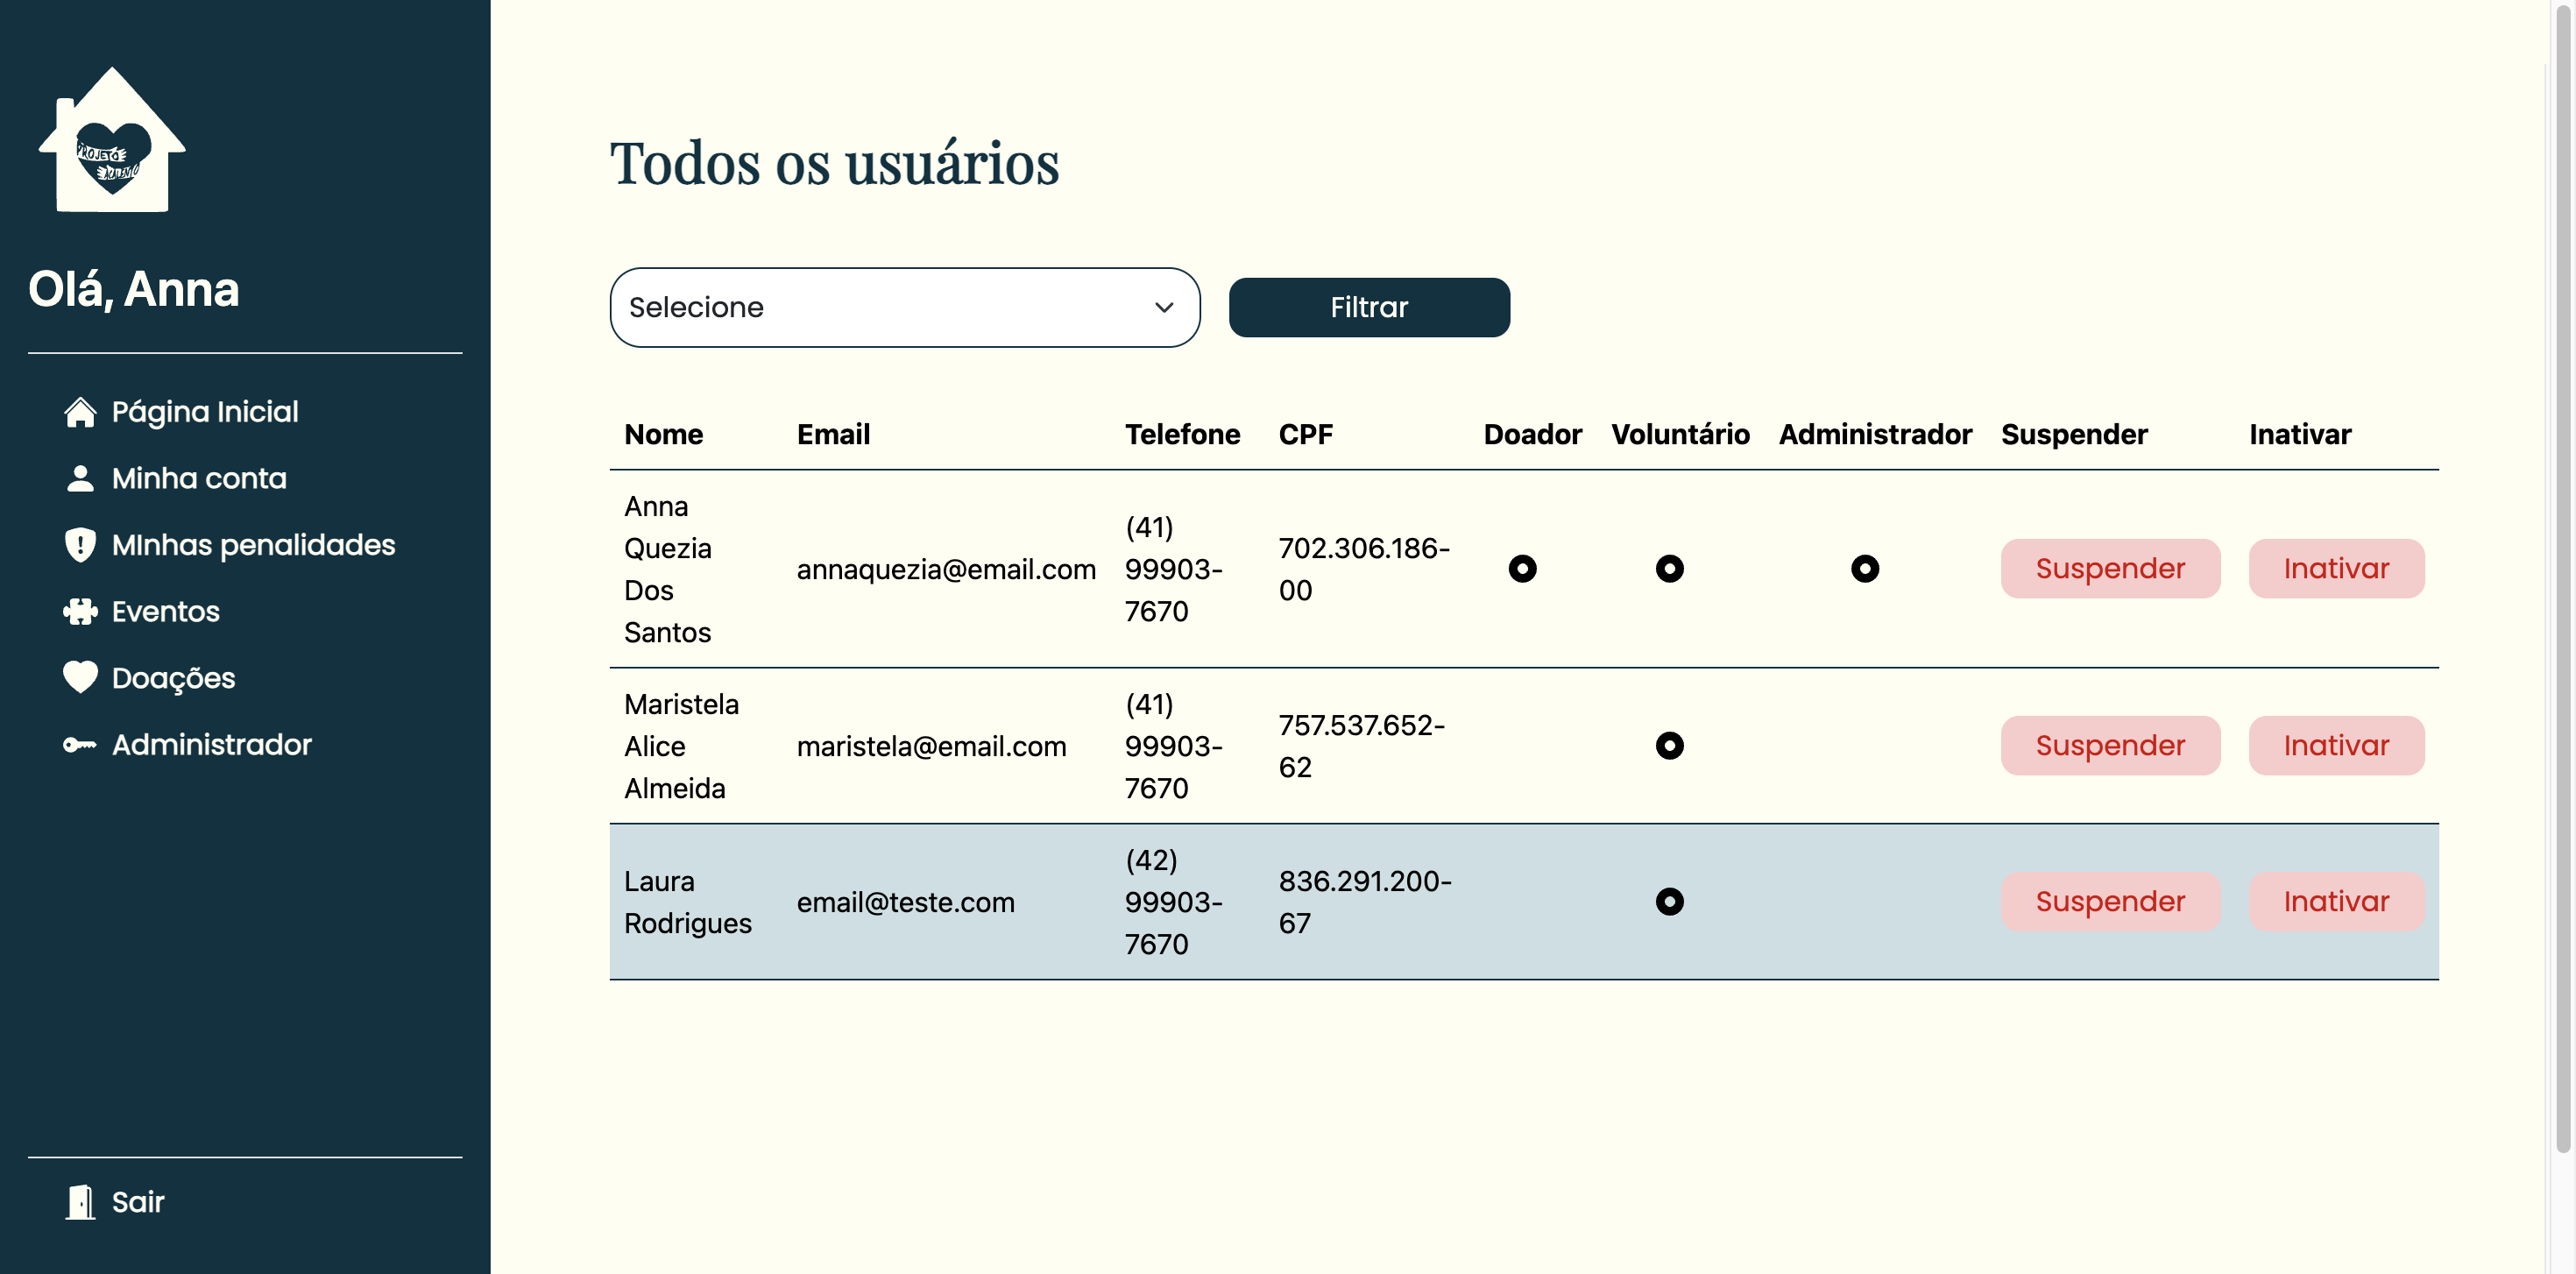 PROJETO
Olá, Anna
Página Inicial
Minha conta
MInhas penalidades
Eventos
Doações
Administrador
Sair
Todos os usuários
Selecione
Filtrar
Nome Email Telefone CPF Doador Voluntário Administrador Suspender Inativar
Anna
Quezia
Dos
Santos
annaquezia@email.com
(41)
99903-
7670
702.306.186-
00
Suspender
Inativar
Maristela
Alice
Almeida
maristela@email.com
(41)
99903-
7670
757.537.652-
62
Suspender
Inativar
Laura
Rodrigues
email@teste.com
(42)
99903-
7670
836.291.200-
67
Suspender
Inativar